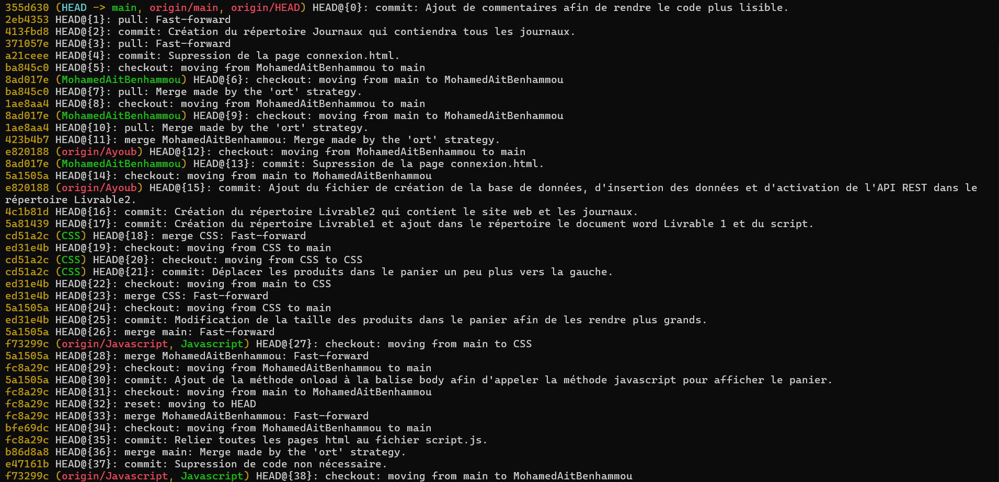 355d630 (HEAD -> main, origin/main, origin/HEAD) HEAD@{0}: commit: Ajout de commentaires afin de rendre le code plus lisible.
2eb4353 HEAD@{1}: pull: Fast-forward
413fbd8 HEAD@{2}: commit: Création du répertoire Journaux qui contiendra tous les journaux.
371057e HEAD@{3}: pull: Fast-forward
a21ceee HEAD@{4}: commit: Supression de la page connexion.html.
ba845c0 HEAD@{5}: checkout: moving from MohamedAitBenhammou to main
8ad017e (MohamedAitBenhammou) HEAD@{6}: checkout: moving from main to MohamedAitBenhammou
ba845c0 HEAD@{7}: pull: Merge made by the 'ort' strategy.
1ae8aa4 HEAD@{8}: checkout: moving from MohamedAitBenhammou to main
8ad017e (MohamedAitBenhammou) HEAD@{9}: checkout: moving from main to MohamedAitBenhammou
1ae8aa4 HEAD@{10}: pull: Merge made by the 'ort' strategy.
423b4b7 HEAD@{11}: merge MohamedAitBenhammou: Merge made by the 'ort' strategy.
e820188 (origin/Ayoub) HEAD@{12}: checkout: moving from MohamedAitBenhammou to main
8ad017e (MohamedAitBenhammou) HEAD@{13}: commit: Supression de la page connexion.html.
5a1505a HEAD@{14}: checkout: moving from main to MohamedAitBenhammou
e820188 (origin/Ayoub) HEAD@{15}: commit: Ajout du fichier de création de la base de données, d'insertion des données et d'activation de l'API REST dans le
répertoire Livrable2.
4c1b81d HEAD@{16}: commit: Création du répertoire Livrable2 qui contient le site web et les journaux.
5a81439 HEAD@{17}: commit: Création du répertoire Livrable1 et ajout dans le répertoire le document word Livrable 1 et du script.
cd51a2c (CSS) HEAD@{18}: merge CSS: Fast-forward
ed31e4b HEAD@{19}: checkout: moving from CSS to main
cd51a2c (CSS) HEAD@{20}: checkout: moving from CSS to CSS
cd51a2c (CSS) HEAD@{21}: commit: Déplacer les produits dans le panier un peu plus vers la gauche.
ed31e4b HEAD@{22}: checkout: moving from main to CSS
ed31e4b HEAD@{23}: merge CSS: Fast-forward
5a1505a HEAD@{24}: checkout: moving from CSS to main
ed31e4b HEAD@{25}: commit: Modification de la taille des produits dans le panier afin de les rendre plus grands.
5a1505a HEAD@{26}: merge main: Fast-forward
f73299c (origin/Javascript, Javascript) HEAD@{27}: checkout: moving from main to CSS
5a1505a HEAD@{28}: merge MohamedAitBenhammou: Fast-forward
fc8a29c HEAD@{29}: checkout: moving from MohamedAitBenhammou to main
5a1505a HEAD@{30}: commit: Ajout de la méthode onload à la balise body afin d'appeler la méthode javascript pour afficher le panier.
fc8a29c HEAD@{31}: checkout: moving from main to MohamedAitBenhammou
fc8a29c HEAD@{32}: reset: moving to HEAD
fc8a29c HEAD@{33}: merge MohamedAitBenhammou: Fast-forward
bfe69dc HEAD@{34}: checkout: moving from MohamedAitBenhammou to main
fc8a29c HEAD@{35}: commit: Relier toutes les pages html au fichier script.js.
b86d8a8 HEAD@{36}: merge main: Merge made by the 'ort' strategy.
e47161b HEAD@{37}: commit: Supression de code non nécessaire.
f73299c (origin/Javascript, Javascript) HEAD@{38}: checkout: moving from main to MohamedAitBenhammou